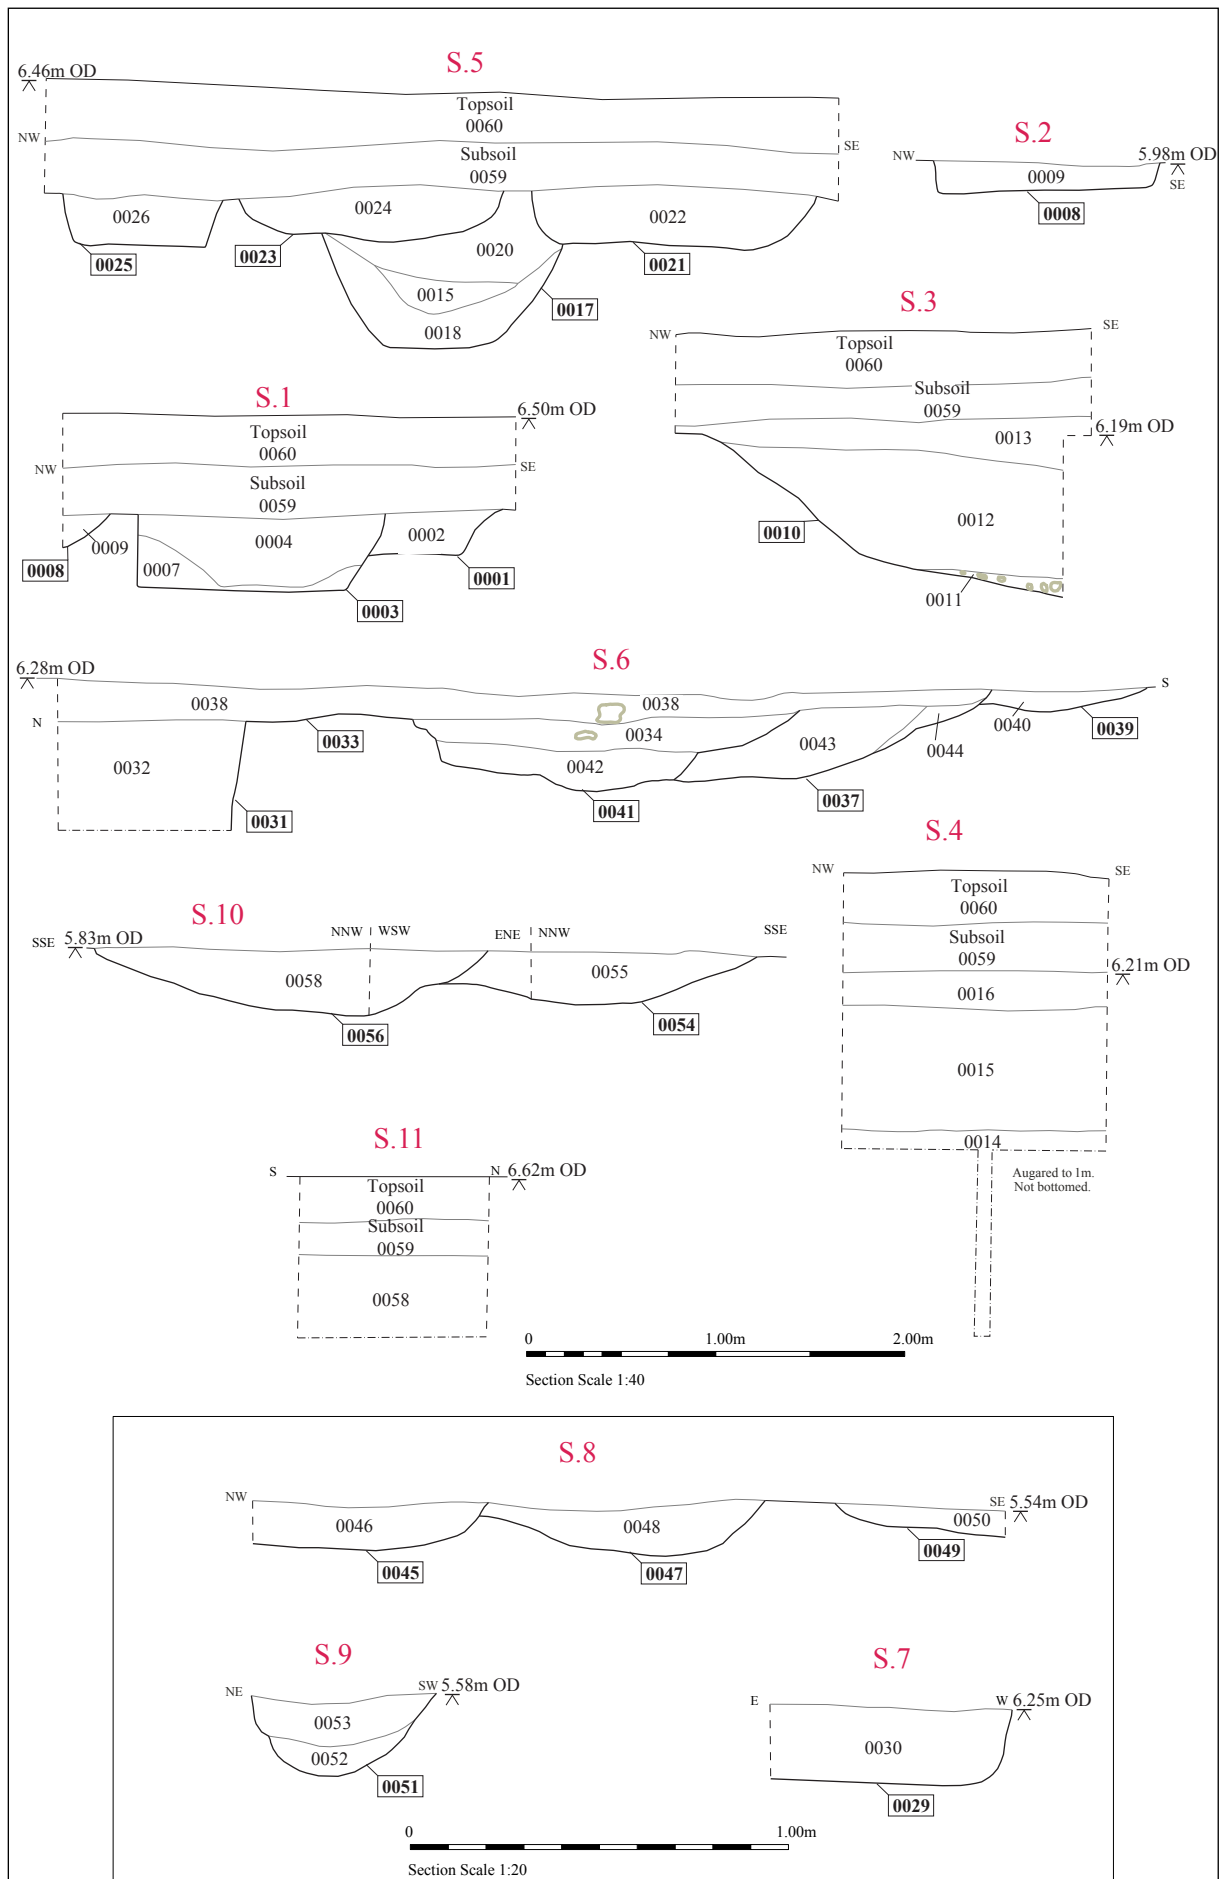 S.5
6.46m OD
Topsoil
0060
NW
SE
Subsoil
0059
0026
0024
0022
0020
0025
0023
0021
0015
0017
0018
S.2
NW
5.98m OD
SE
0009
0008
S.3
NW
SE
Topsoil
0060
Subsoil
0059
6.19m OD
0013
0012
0010
0011
S.1
6.50m OD
Topsoil
0060
NW
SE
Subsoil
0059
0009
0004
0002
0008
0007
0001
0003
S.6
6.28m OD
S
N
0038
0038
0033
0034
0043
0044
0040
0039
0032
0042
0031
0041
0037
S.4
NW
SE
Topsoil
0060
Subsoil
0059
6.21m OD
0016
0015
0014
Augared to 1m.
Not bottomed.
S.10
SSE
5.83m OD
NNW
WSW
ENE
NNW
SSE
0058
0055
0056
0054
S.11
S
N
6.62m OD
Topsoil
0060
Subsoil
0059
0058
0
1.00m
2.00m
Section Scale 1:40
S.8
NW
SE
5.54m OD
0046
0048
0050
0045
0047
0049
S.9
NE
SW
5.58m OD
0053
0052
0051
S.7
E
W
6.25m OD
0030
0029
0
1.00m
Section Scale 1:20